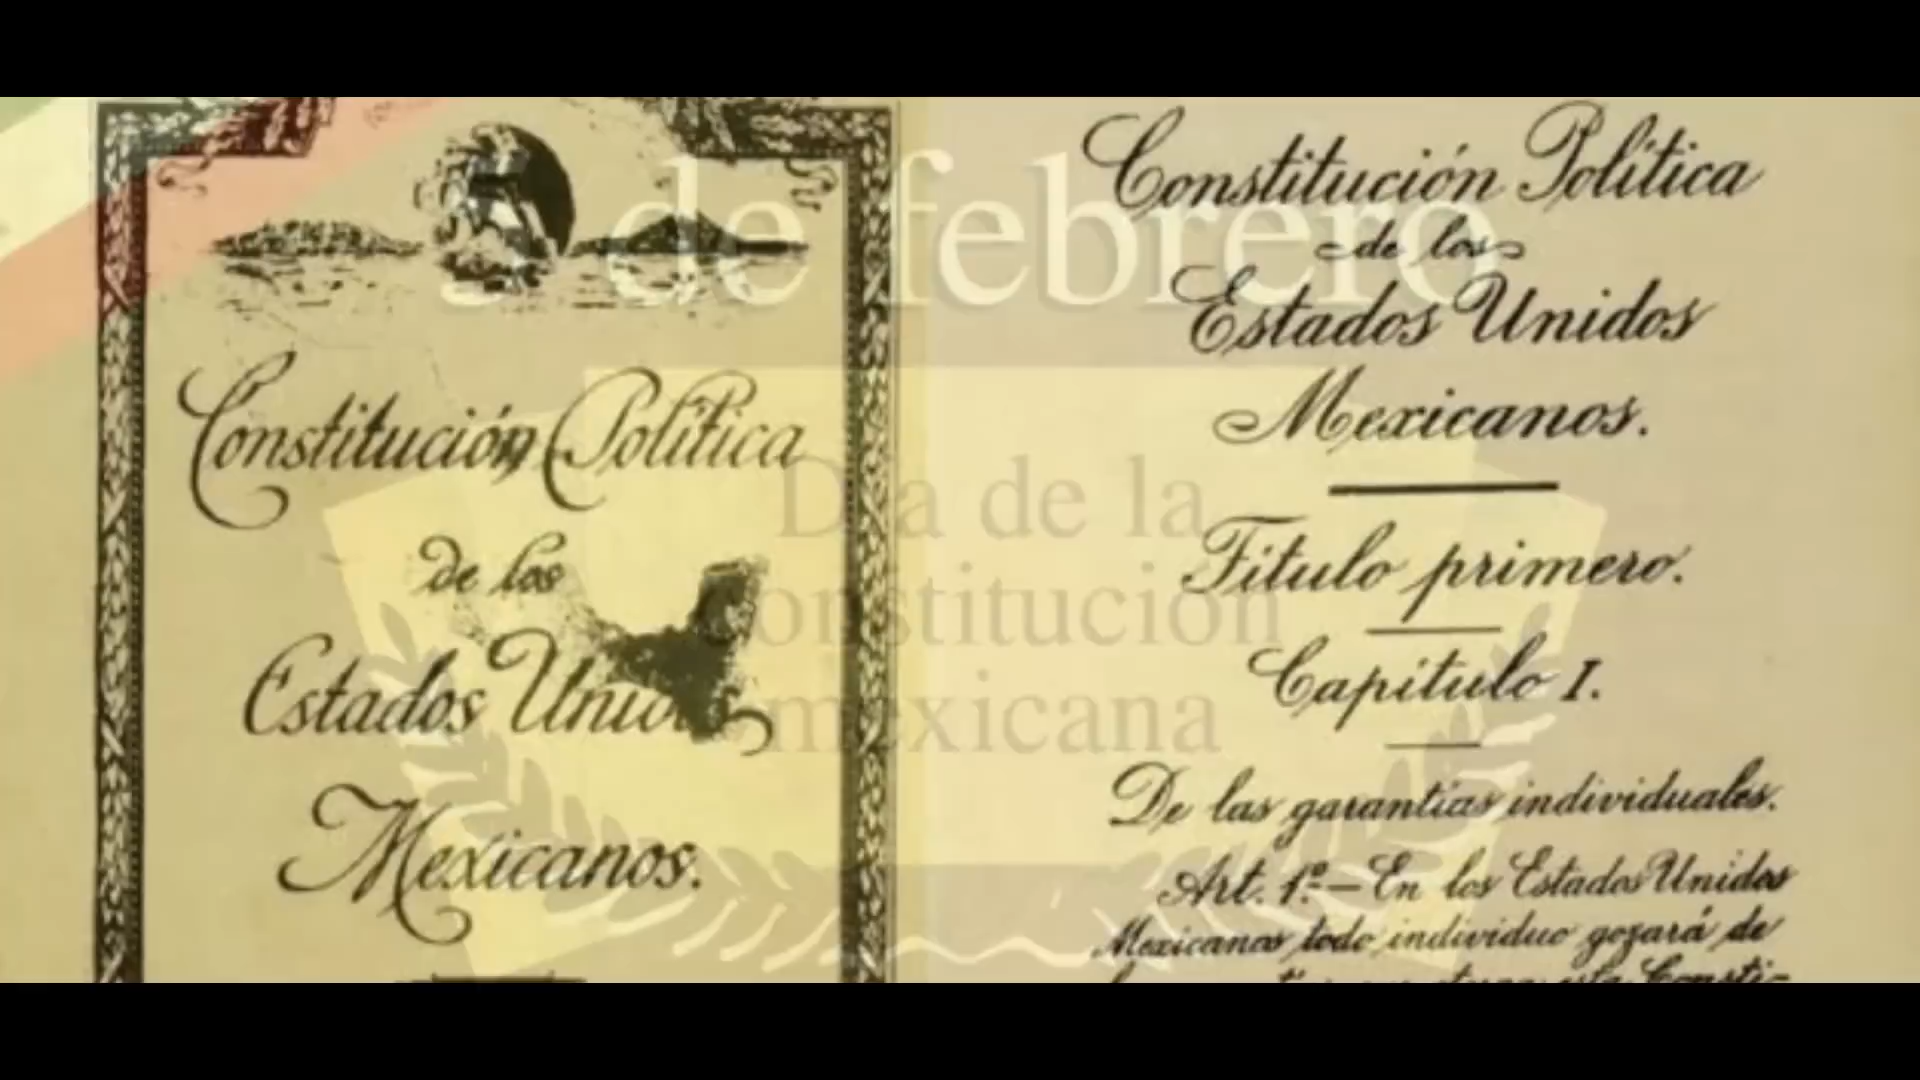 5 de febrero
Día de la
constitución
mexicana
Constitución Política
de los
Estados Unidos
Mexicanos.
Constitución Política
de los
Estados Unidos
Mexicanos.
Título primero.
Capítulo I.
De las garantías individuales.
Art. 1º.—En los Estados Unidos
Mexicanos todo individuo gozará de
esta Consti-